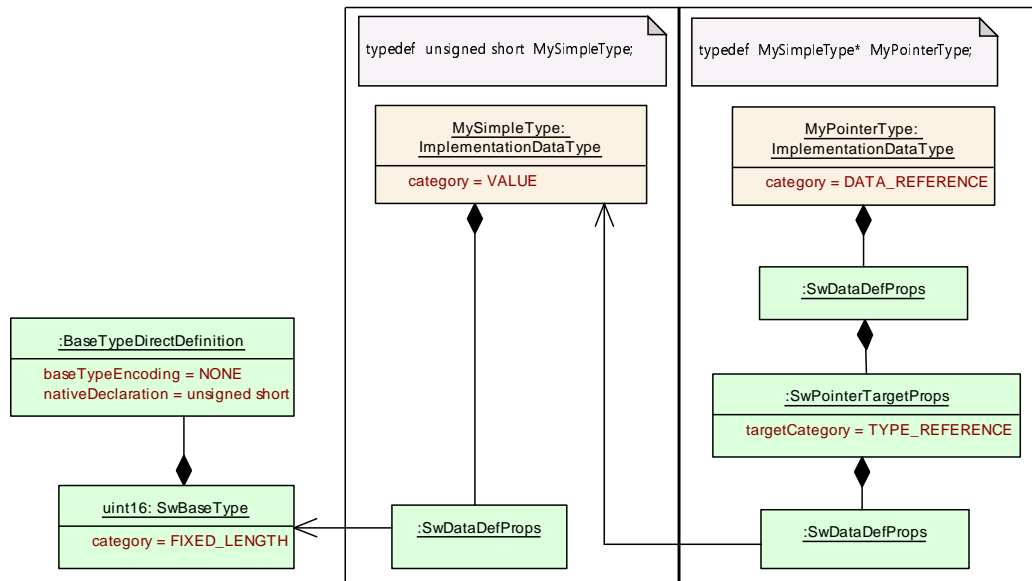 typedef unsigned short MySimpleType;
typedef MySimpleType* MyPointerType;
MySimpleType:
ImplementationDataType
category = VALUE
MyPointerType:
ImplementationDataType
category = DATA_REFERENCE
:SwDataDefProps
:BaseTypeDirectDefinition
baseTypeEncoding = NONE
nativeDeclaration = unsigned short
:SwPointerTargetProps
targetCategory = TYPE_REFERENCE
uint16: SwBaseType
category = FIXED_LENGTH
:SwDataDefProps
:SwDataDefProps